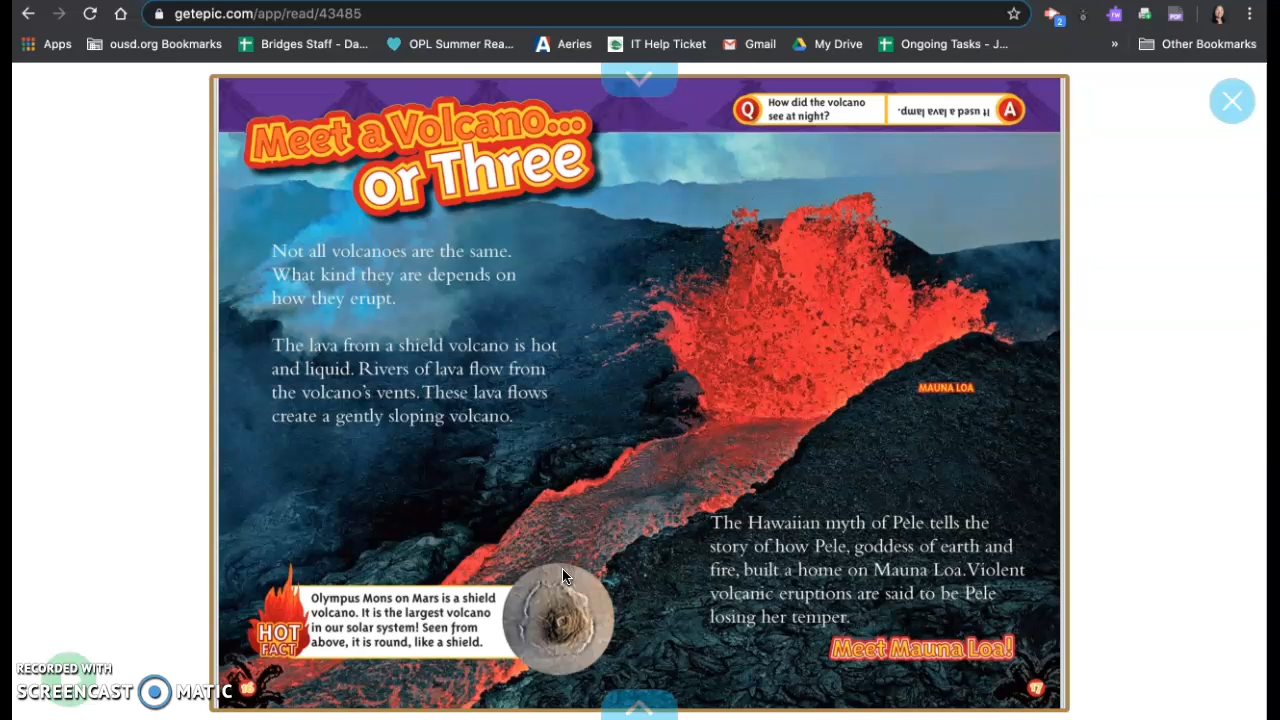 getepic.com/app/read/43485
2
Apps
ousd.org Bookmarks
Bridges Staff - Da...
OPL Summer Rea...
Aeries
IT Help Ticket
Gmail
My Drive
Ongoing Tasks - J...
»
Other Bookmarks
Meet a Volcano...
or Three
Q
How did the volcano
see at night?
It used a lava lamp.
A
Not all volcanoes are the same.
What kind they are depends on
how they erupt.
The lava from a shield volcano is hot
and liquid. Rivers of lava flow from
the volcano's vents. These lava flows
create a gently sloping volcano.
MAUNA LOA
The Hawaiian myth of Pèle tells the
story of how Pele, goddess of earth and
fire, built a home on Mauna Loa. Violent
volcanic eruptions are said to be Pele
losing her temper.
Meet Mauna Loa!
HOT
FACT
Olympus Mons on Mars is a shield
volcano. It is the largest volcano
in our solar system! Seen from
above, it is round, like a shield.
16
17
RECORDED WITH
SCREENCAST MATIC